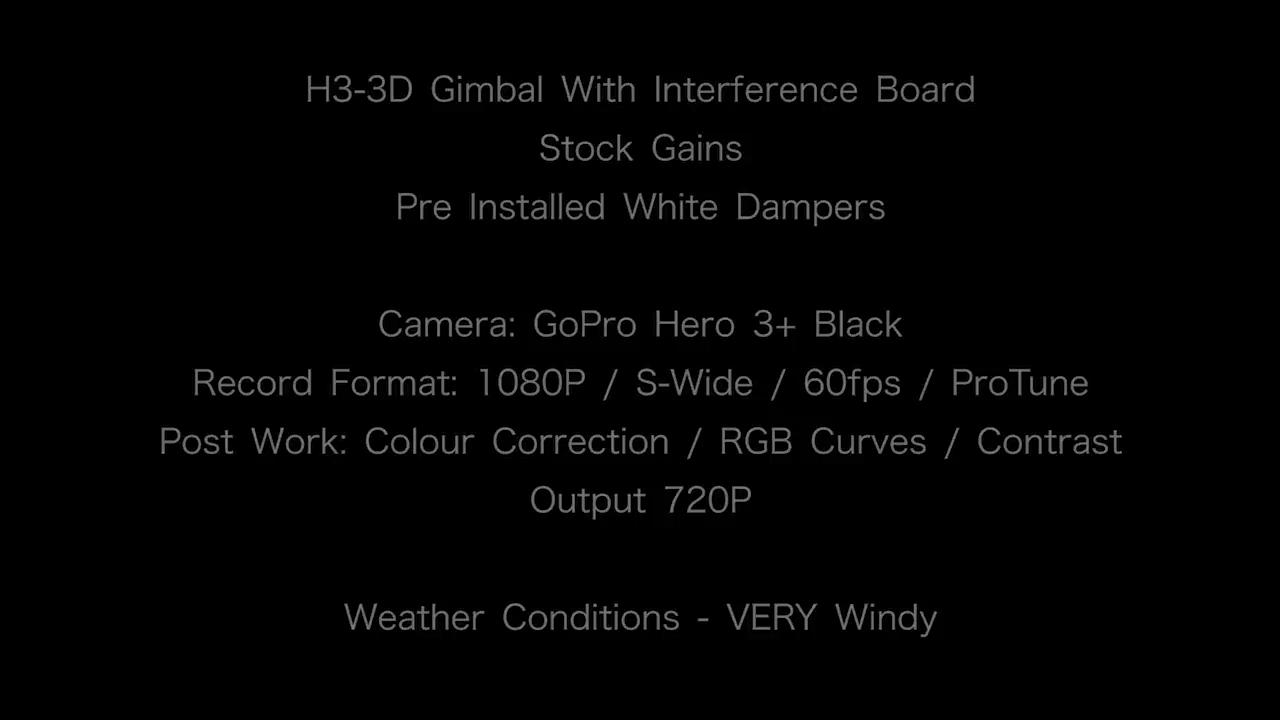 H3-3D Gimbal With Interference Board
Stock Gains
Pre Installed White Dampers
Camera: GoPro Hero 3+ Black
Record Format: 1080P / S-Wide / 60fps / ProTune
Post Work: Colour Correction / RGB Curves / Contrast
Output 720P
Weather Conditions - VERY Windy